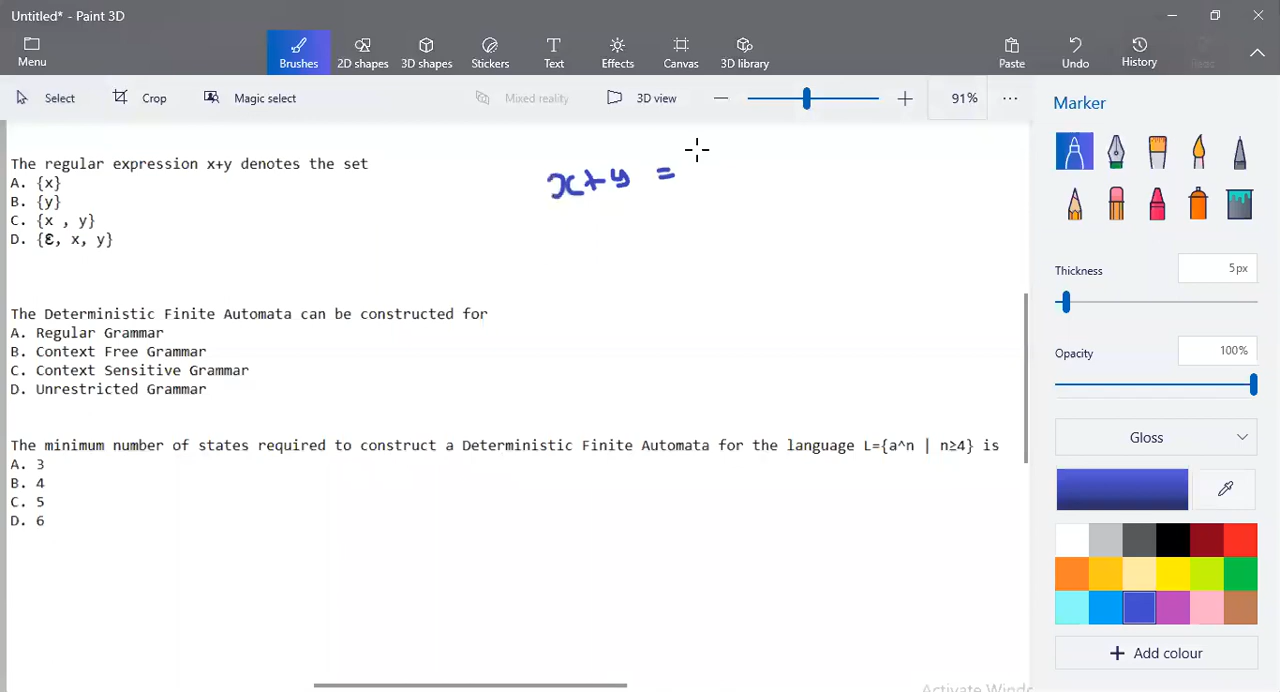 Untitled* - Paint 3D
Menu
Brushes
2D shapes
3D shapes
Stickers
Text
Effects
Canvas
3D library
Paste
Undo
History
Select
Crop
Magic select
Mixed reality
3D view
91%
Marker
The regular expression x+y denotes the set
A. {x}
B. {y}
C. {x , y}
D. {ε, x, y}
x+y =
The Deterministic Finite Automata can be constructed for
A. Regular Grammar
B. Context Free Grammar
C. Context Sensitive Grammar
D. Unrestricted Grammar
The minimum number of states required to construct a Deterministic Finite Automata for the language L={a^n | n≥4} is
A. 3
B. 4
C. 5
D. 6
Thickness
5px
Opacity
100%
Gloss
Add colour
Activate Windo